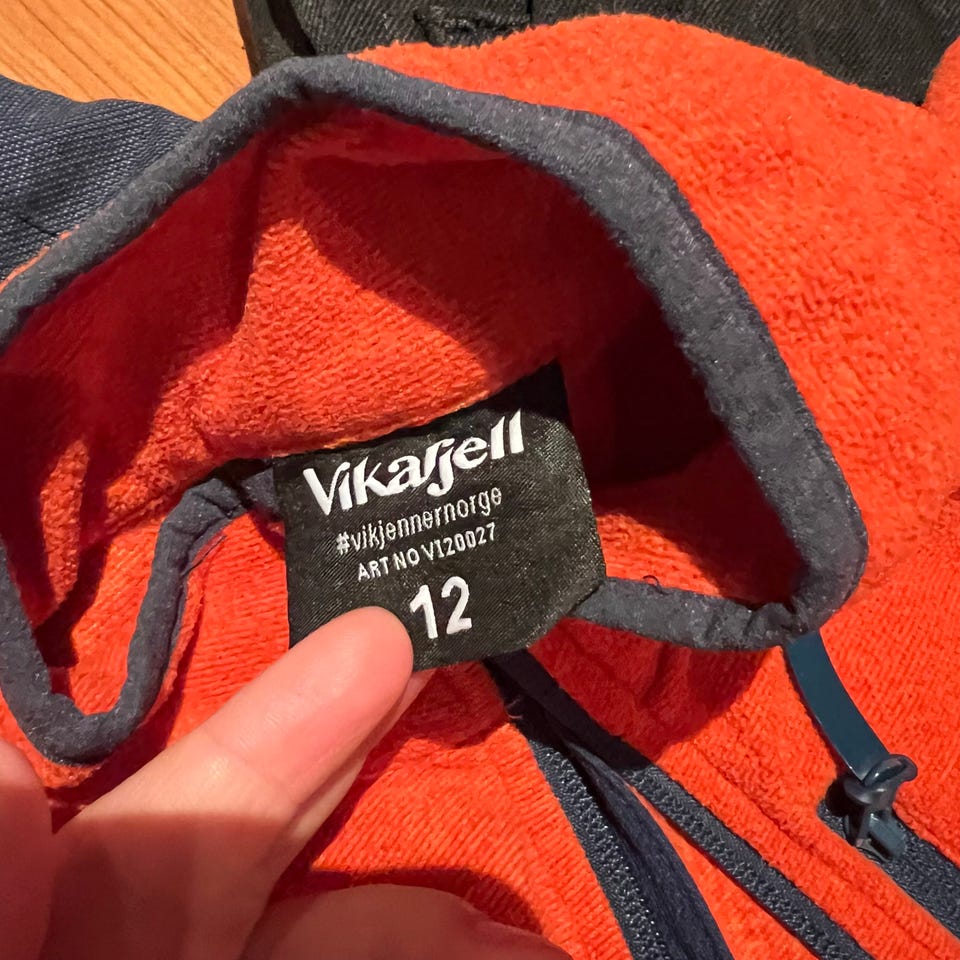 Vikafjell
#vikjennernorge
ART NO VI20027
12